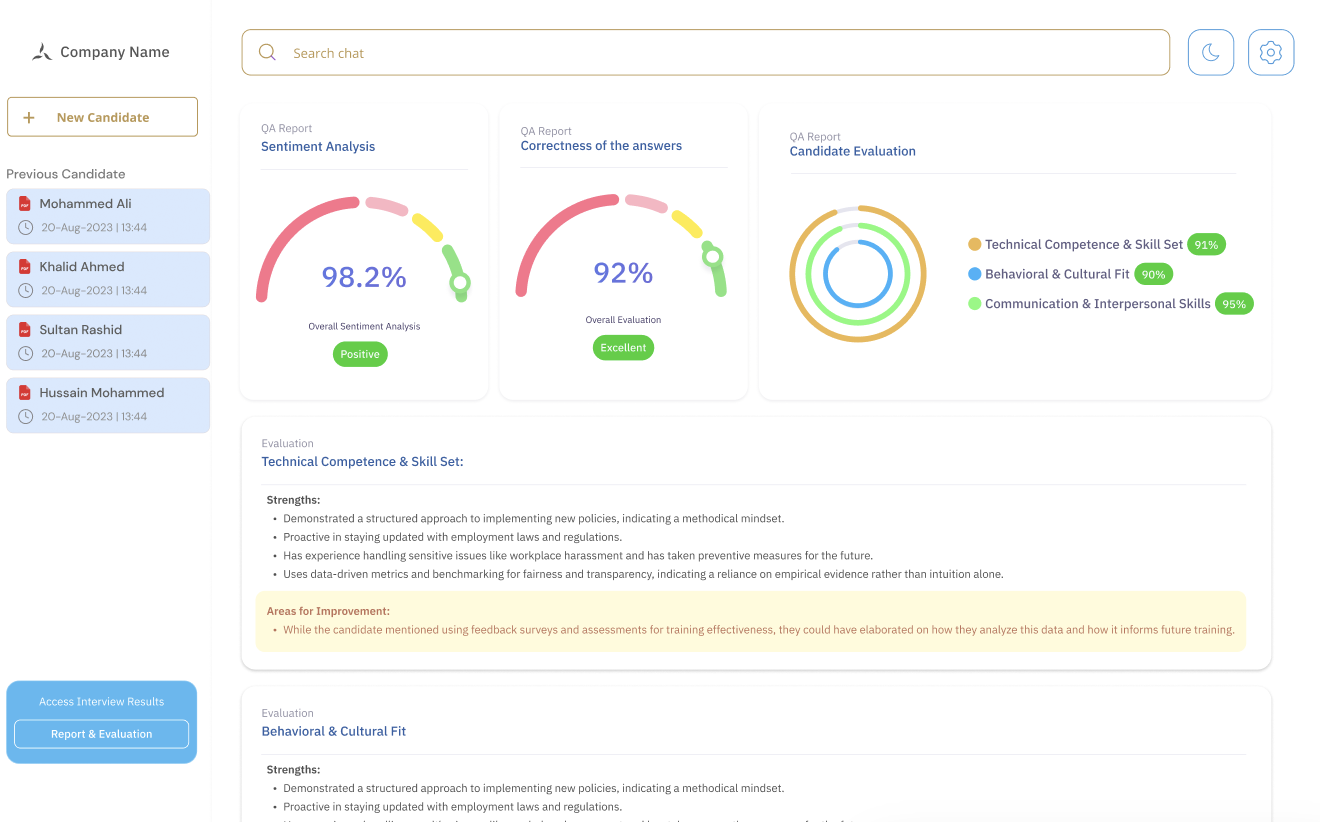 Company Name
New Candidate
Previous Candidate
PDF
Mohammed Ali
20-Aug-2023 | 13:44
PDF
Khalid Ahmed
20-Aug-2023 | 13:44
PDF
Sultan Rashid
20-Aug-2023 | 13:44
PDF
Hussain Mohammed
20-Aug-2023 | 13:44
Access Interview Results
Report & Evaluation
Search chat
QA Report
Sentiment Analysis
98.2%
Overall Sentiment Analysis
Positive
QA Report
Correctness of the answers
92%
Overall Evaluation
Excellent
QA Report
Candidate Evaluation
Technical Competence & Skill Set 91%
Behavioral & Cultural Fit 90%
Communication & Interpersonal Skills 95%
Evaluation
Technical Competence & Skill Set:
Strengths:
• Demonstrated a structured approach to implementing new policies, indicating a methodical mindset.
• Proactive in staying updated with employment laws and regulations.
• Has experience handling sensitive issues like workplace harassment and has taken preventive measures for the future.
• Uses data-driven metrics and benchmarking for fairness and transparency, indicating a reliance on empirical evidence rather than intuition alone.
Areas for Improvement:
• While the candidate mentioned using feedback surveys and assessments for training effectiveness, they could have elaborated on how they analyze this data and how it informs future training.
Evaluation
Behavioral & Cultural Fit
Strengths:
• Demonstrated a structured approach to implementing new policies, indicating a methodical mindset.
• Proactive in staying updated with employment laws and regulations.